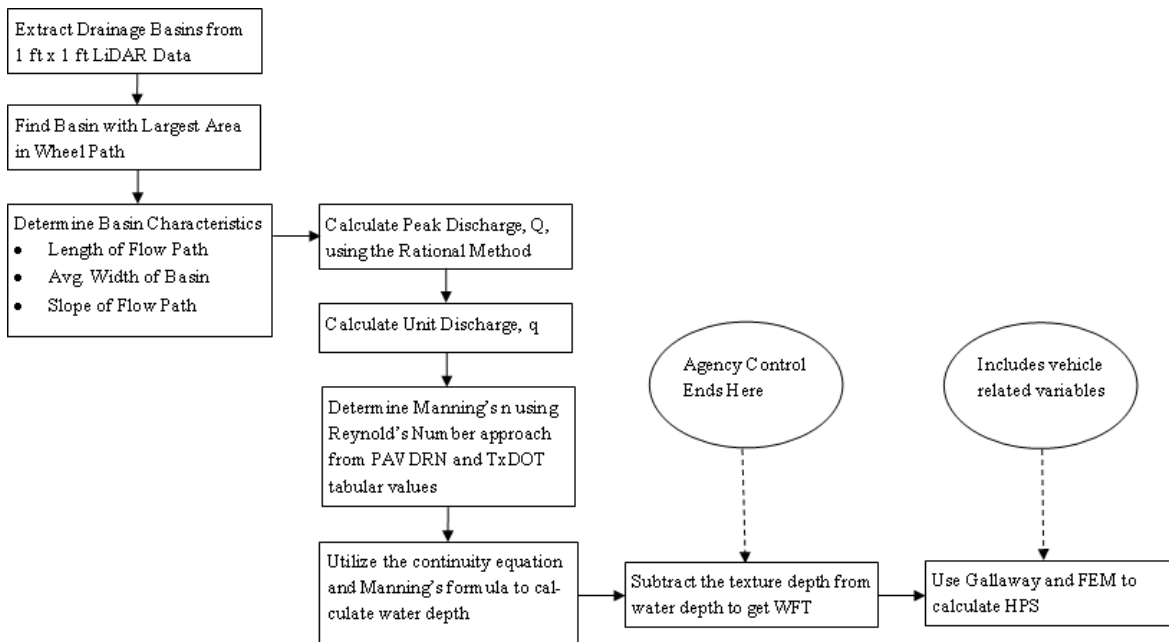 Extract Drainage Basins from
1 ft x 1 ft LiDAR Data
Find Basin with Largest Area
in Wheel Path
Determine Basin Characteristics
• Length of Flow Path
• Avg. Width of Basin
• Slope of Flow Path
Calculate Peak Discharge, Q,
using the Rational Method
Calculate Unit Discharge, q
Determine Manning's n using
Reynold's Number approach
from PAVDRN and TxDOT
tabular values
Utilize the continuity equation
and Manning's formula to cal-
culate water depth
Agency Control
Ends Here
Subtract the texture depth from
water depth to get WFT
Includes vehicle
related variables
Use Gallaway and FEM to
calculate HPS